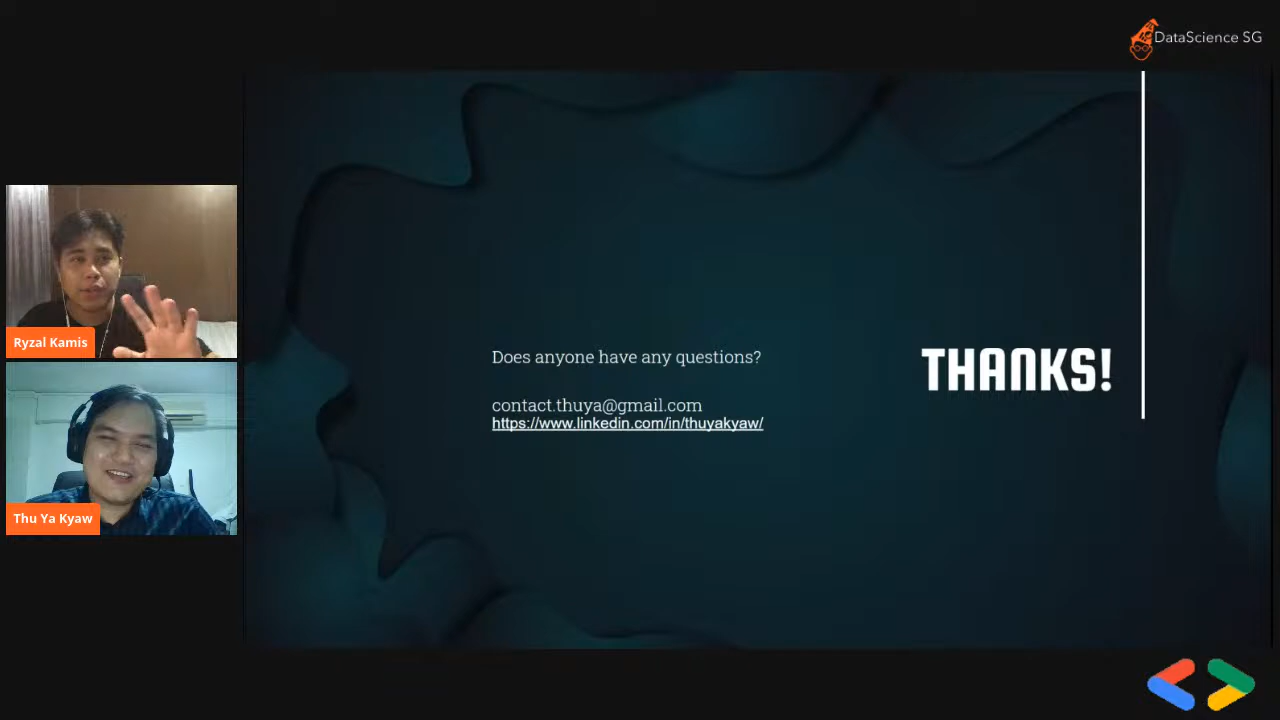 DataScience SG
Ryzal Kamis
Thu Ya Kyaw
Does anyone have any questions?
contact.thuya@gmail.com
https://www.linkedin.com/in/thuyakyaw/
THANKS!